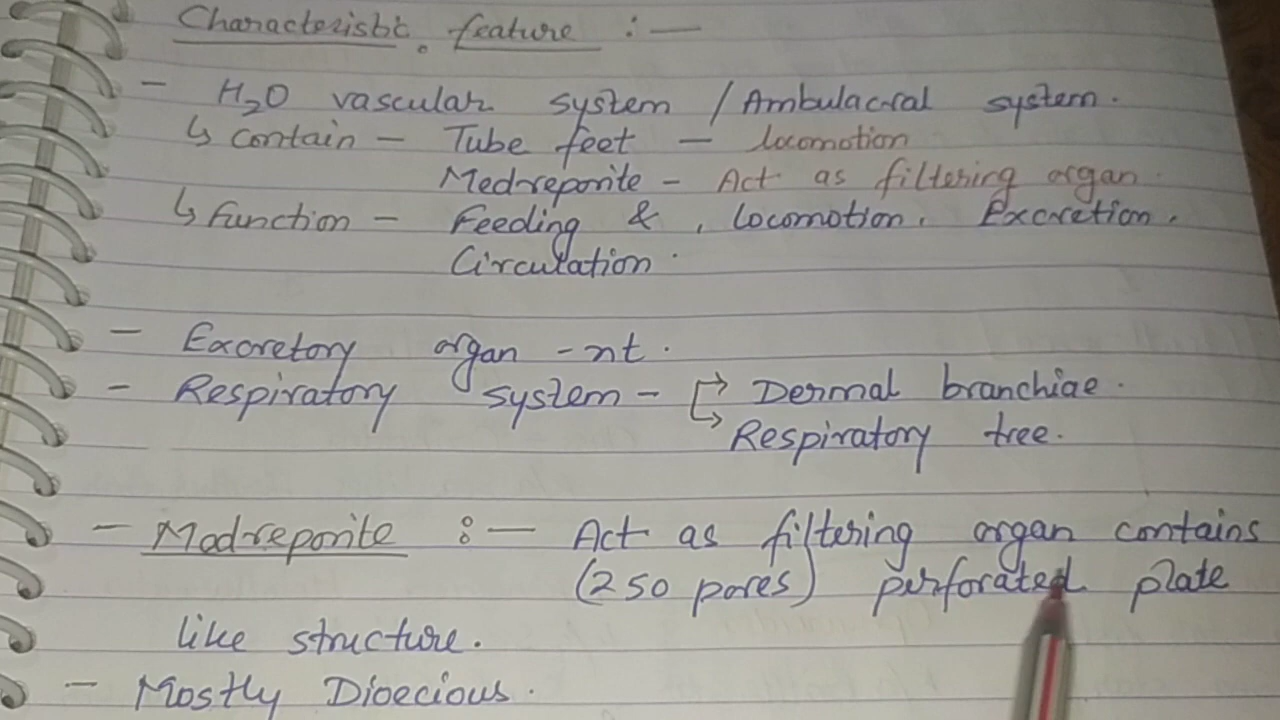 Characteristic feature :—
- H2O vascular system / Ambulacral system.
↳ Contain - Tube feet - locomotion
Medreporite - Act as filtering organ.
↳ Function - Feeding & , Locomotion, Excretion,
Circulation.
- Excretory organ - nt.
- Respiratory system - → Dermal branchiae.
→ Respiratory tree.
- Madreporite :— Act as filtering organ contains
(250 pores) perforated plate
like structure.
- Mostly Dioecious.